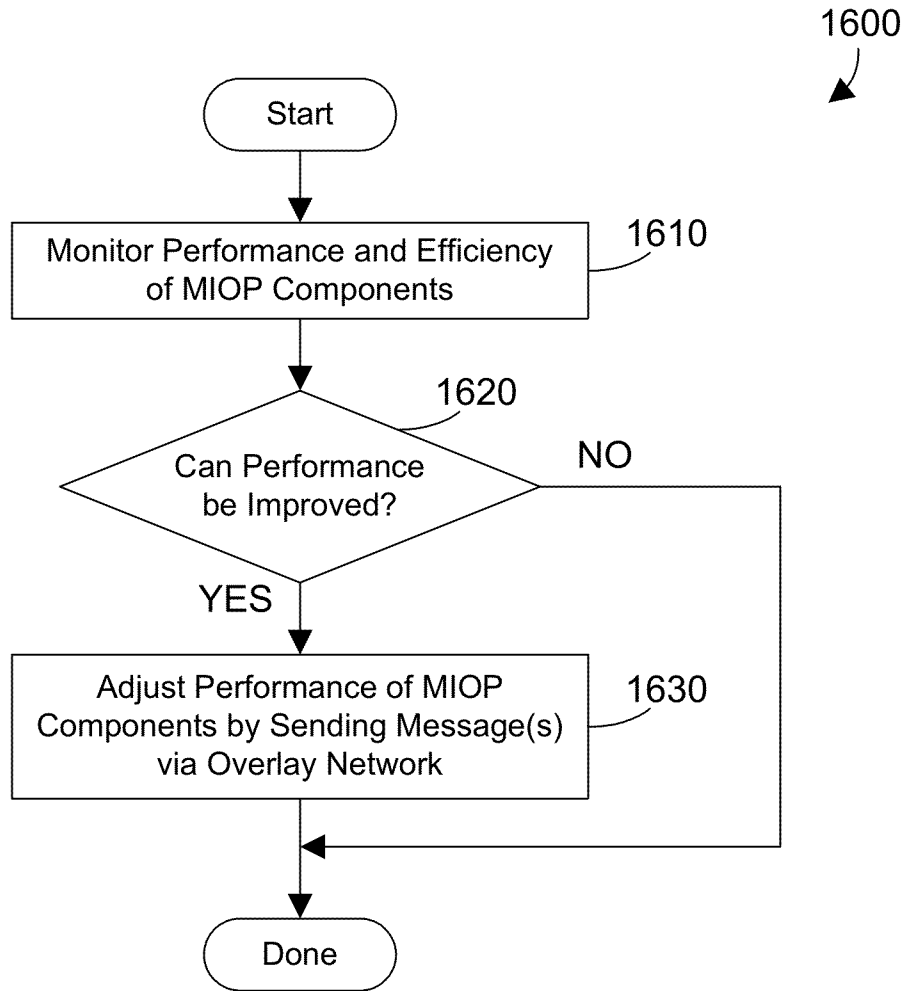 1600
Start
Monitor Performance and Efficiency
of MIOP Components
1610
1620
Can Performance
be Improved?
NO
YES
Adjust Performance of MIOP
Components by Sending Message(s)
via Overlay Network
1630
Done